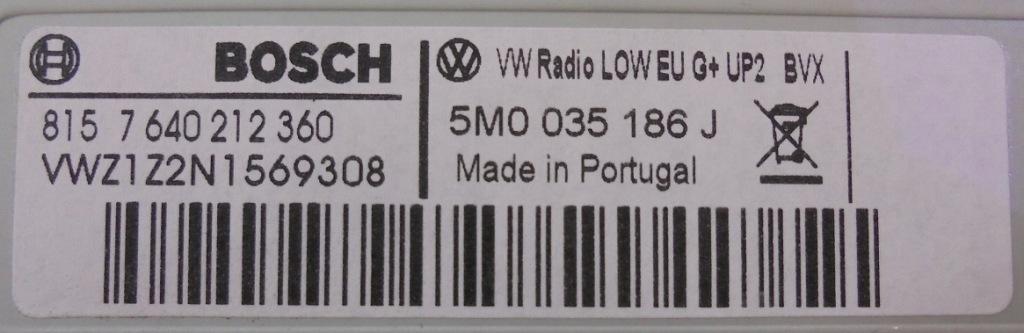 BOSCH
815 7 640 212 360
VWZ1Z2N1569308
VW Radio LOW EU G+ UP2 BVX
5M0 035 186 J
Made in Portugal